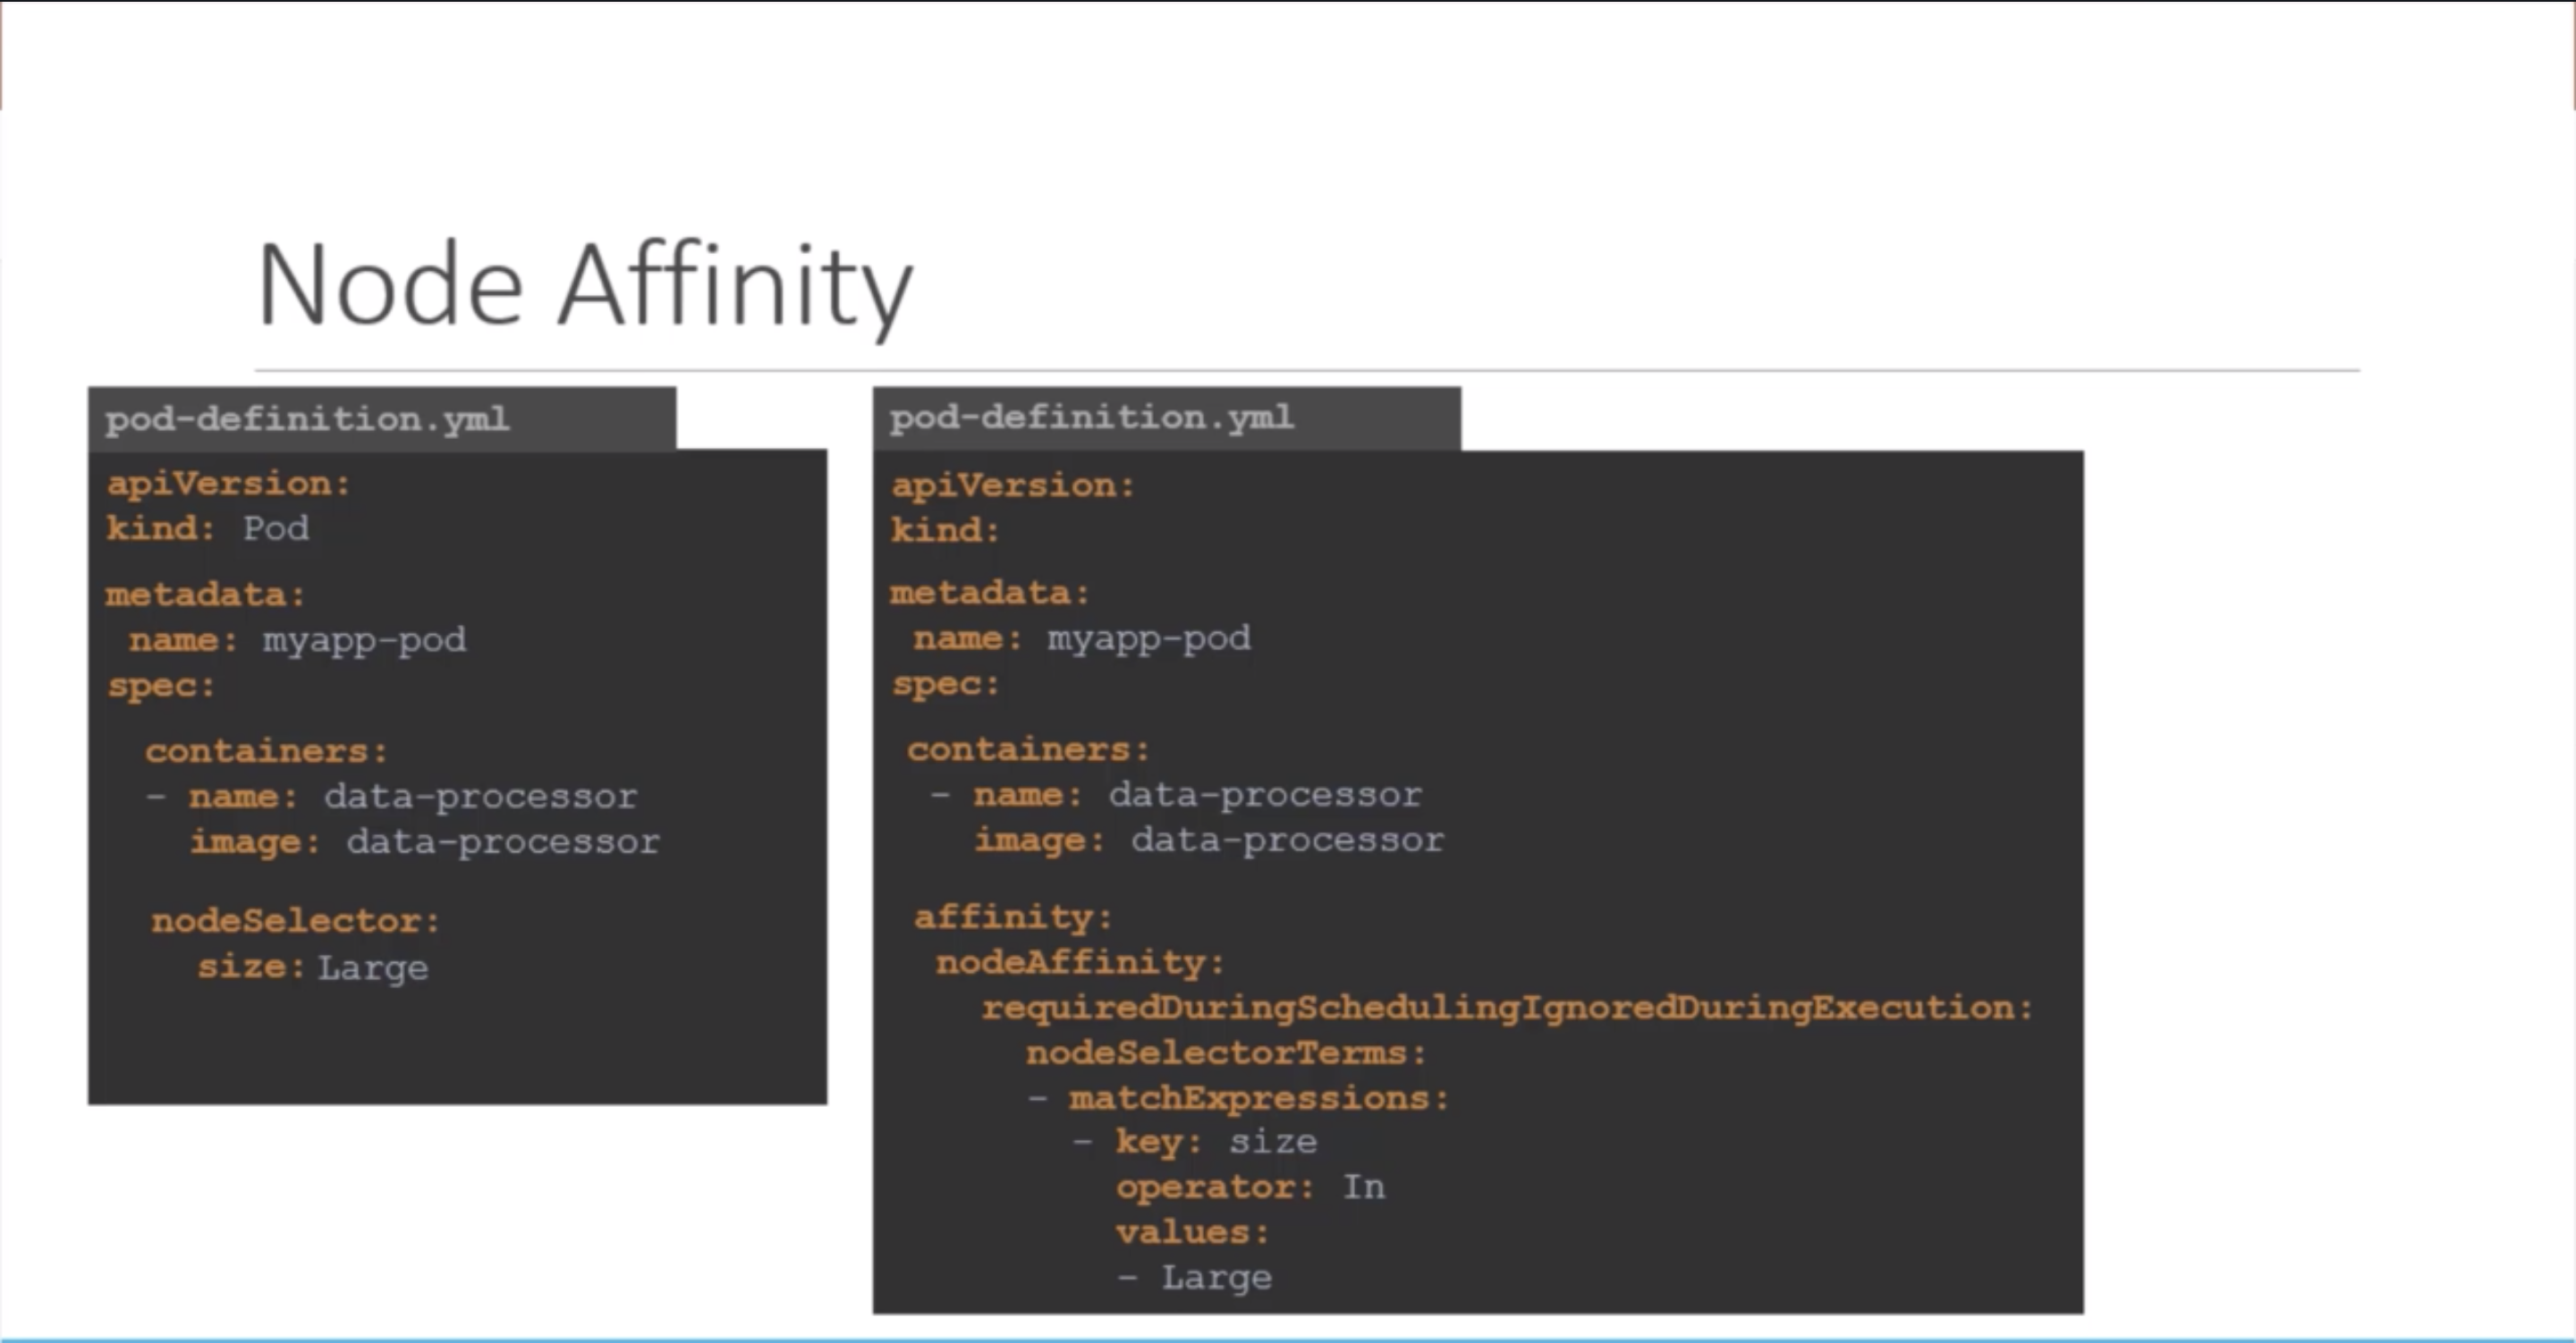 Node Affinity
pod-definition.yml
apiVersion:
kind: Pod
metadata:
name: myapp-pod
spec:
containers:
- name: data-processor
image: data-processor
nodeSelector:
size: Large
pod-definition.yml
apiVersion:
kind:
metadata:
name: myapp-pod
spec:
containers:
- name: data-processor
image: data-processor
affinity:
nodeAffinity:
requiredDuringSchedulingIgnoredDuringExecution:
nodeSelectorTerms:
- matchExpressions:
- key: size
operator: In
values:
- Large